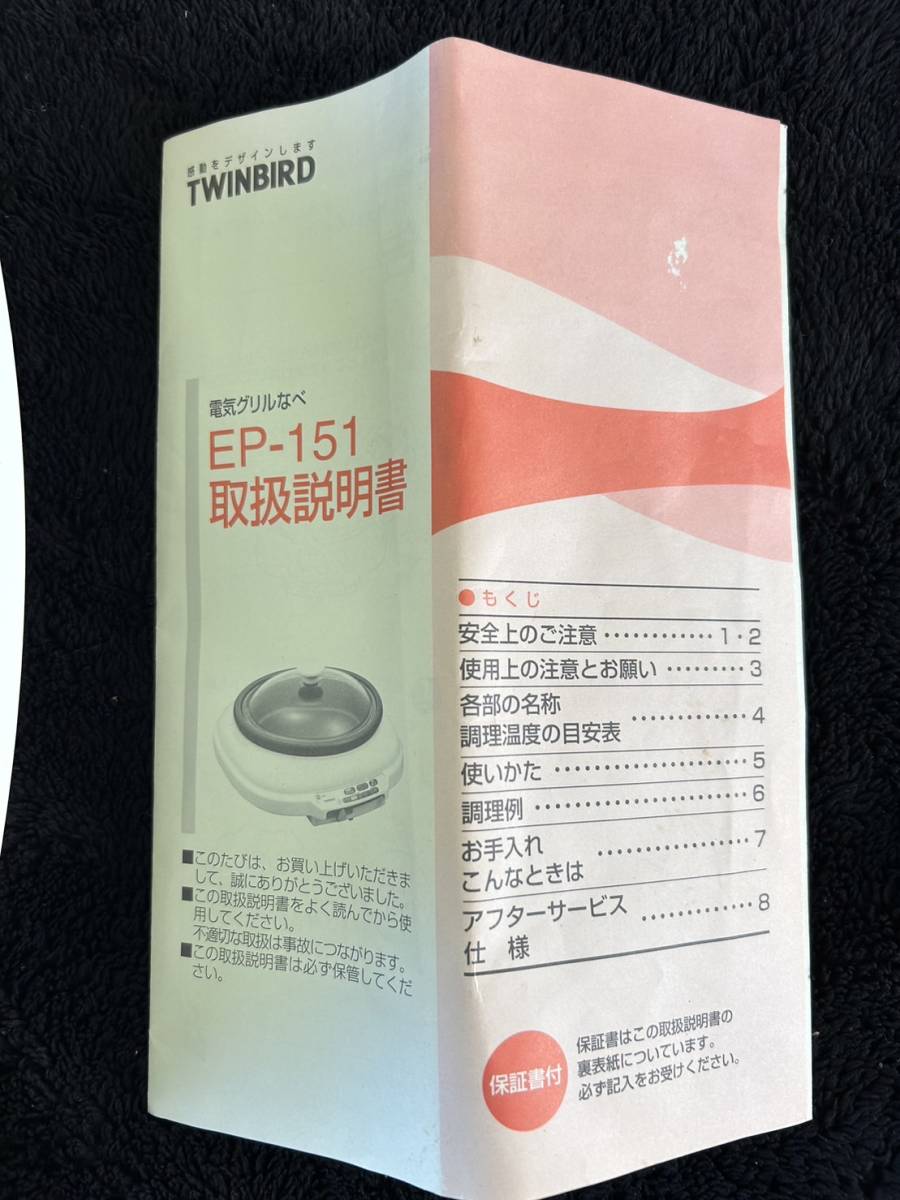 感動をデザインします
TWINBIRD
電気グリルなべ
EP-151
取扱説明書
■このたびは、お買い上げいただきま
して、誠にありがとうございました。
■この取扱説明書をよく読んでから使
用してください。
不適切な取扱は事故につながります。
■この取扱説明書は必ず保管してくだ
さい。
●もくじ
安全上のご注意 ············ 1・2
使用上の注意とお願い ········· 3
各部の名称
調理温度の目安表 ············· 4
使いかた ····················· 5
調理例 ······················· 6
お手入れ
こんなときは ················· 7
アフターサービス
仕 様 ············· 8
保証書付
保証書はこの取扱説明書の
裏表紙についています。
必ず記入をお受けください。